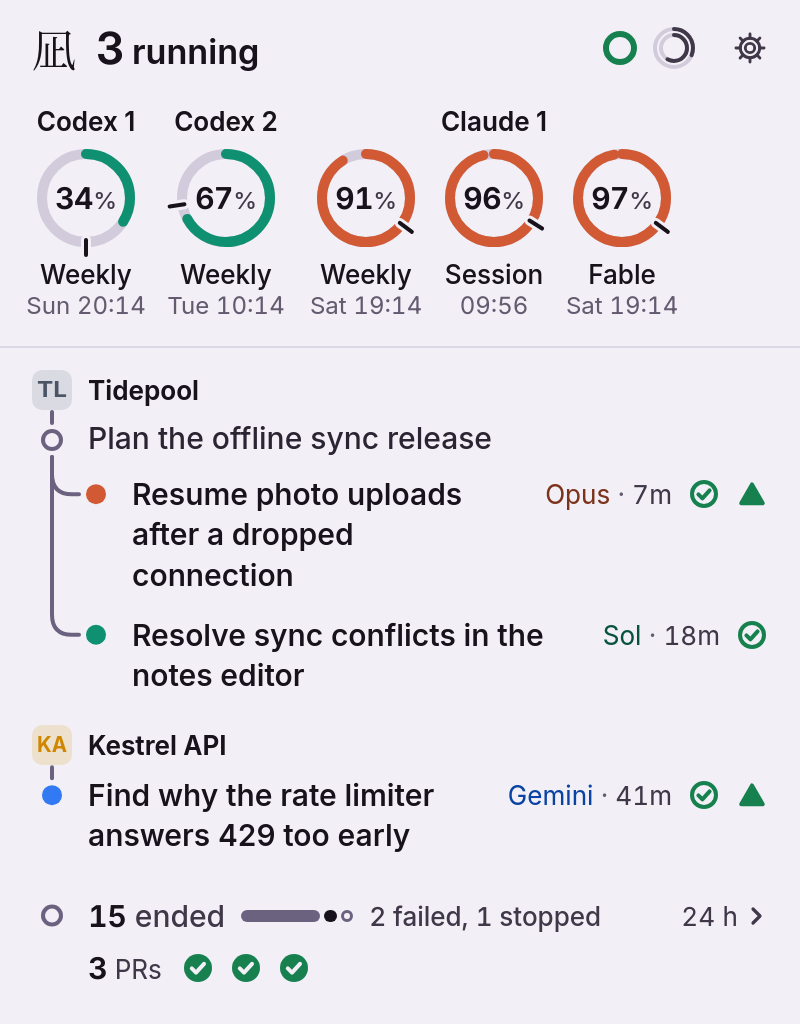 凪 3 running
Codex 1 Codex 2 Claude 1
34% 67% 91% 96% 97%
Weekly Weekly Weekly Session Fable
Sun 20:14 Tue 10:14 Sat 19:14 09:56 Sat 19:14
TL Tidepool
Plan the offline sync release
Resume photo uploads Opus · 7m
after a dropped
connection
Resolve sync conflicts in the Sol · 18m
notes editor
KA Kestrel API
Find why the rate limiter Gemini · 41m
answers 429 too early
15 ended 2 failed, 1 stopped 24 h
3 PRs